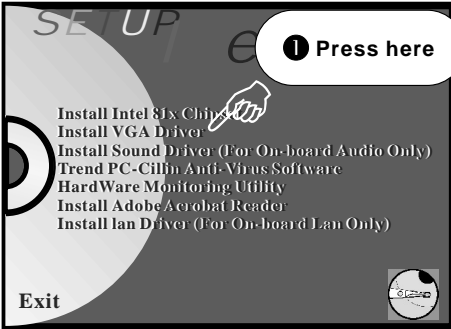 SETUP
e
1 Press here
Install Intel 81x Chipset
Install VGA Driver
Install Sound Driver (For On-board Audio Only)
Trend PC-Cillin Anti-Virus Software
HardWare Monitoring Utility
Install Adobe Acrobat Reader
Install lan Driver (For On-board Lan Only)
Exit